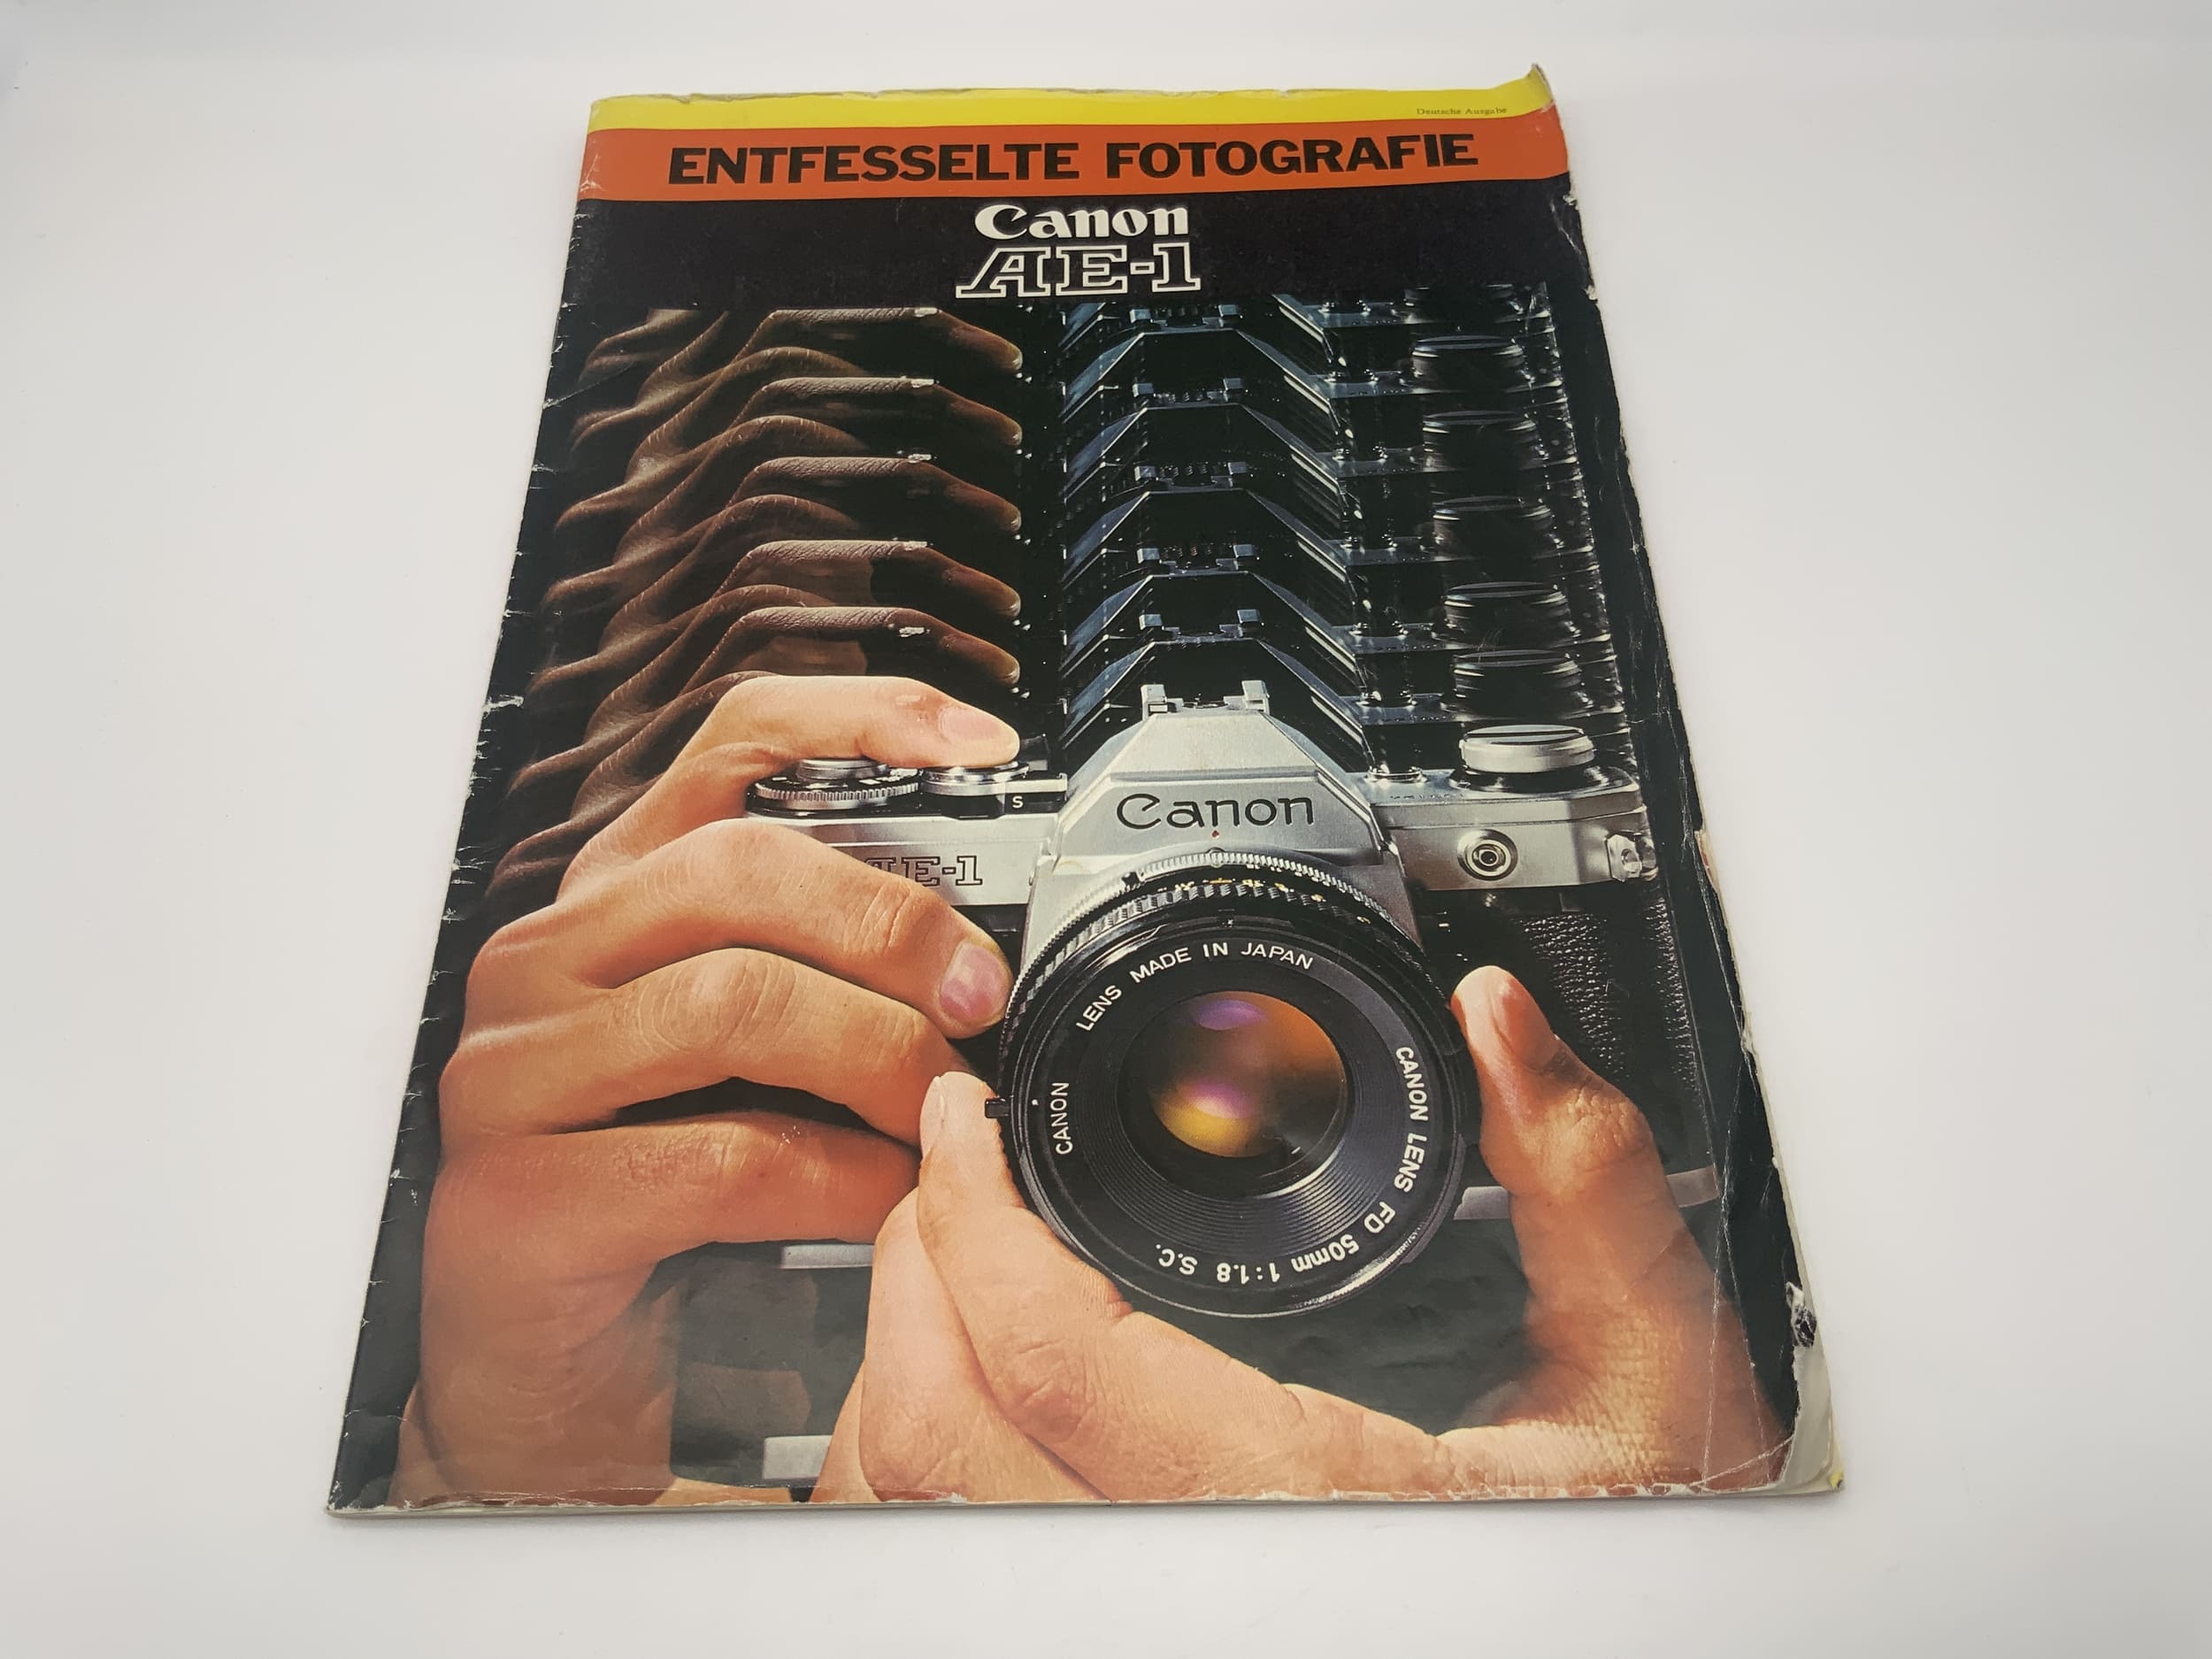 Deutsche Ausgabe
ENTFESSELTE FOTOGRAFIE
Canon
AE-1
S
Canon
AE-1
LENS MADE IN JAPAN
CANON LENS FD 50mm 1:1.8 S.C.
CANON